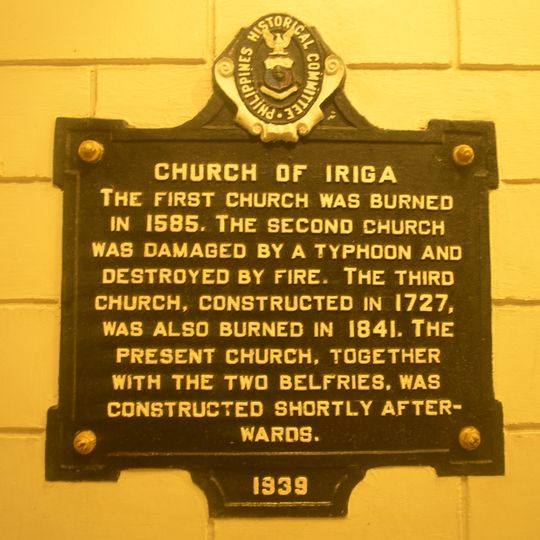 PHILIPPINES HISTORICAL COMMITTEE
CHURCH OF IRIGA
THE FIRST CHURCH WAS BURNED
IN 1585. THE SECOND CHURCH
WAS DAMAGED BY A TYPHOON AND
DESTROYED BY FIRE. THE THIRD
CHURCH, CONSTRUCTED IN 1727,
WAS ALSO BURNED IN 1841. THE
PRESENT CHURCH, TOGETHER
WITH THE TWO BELFRIES, WAS
CONSTRUCTED SHORTLY AFTER-
WARDS.
1939